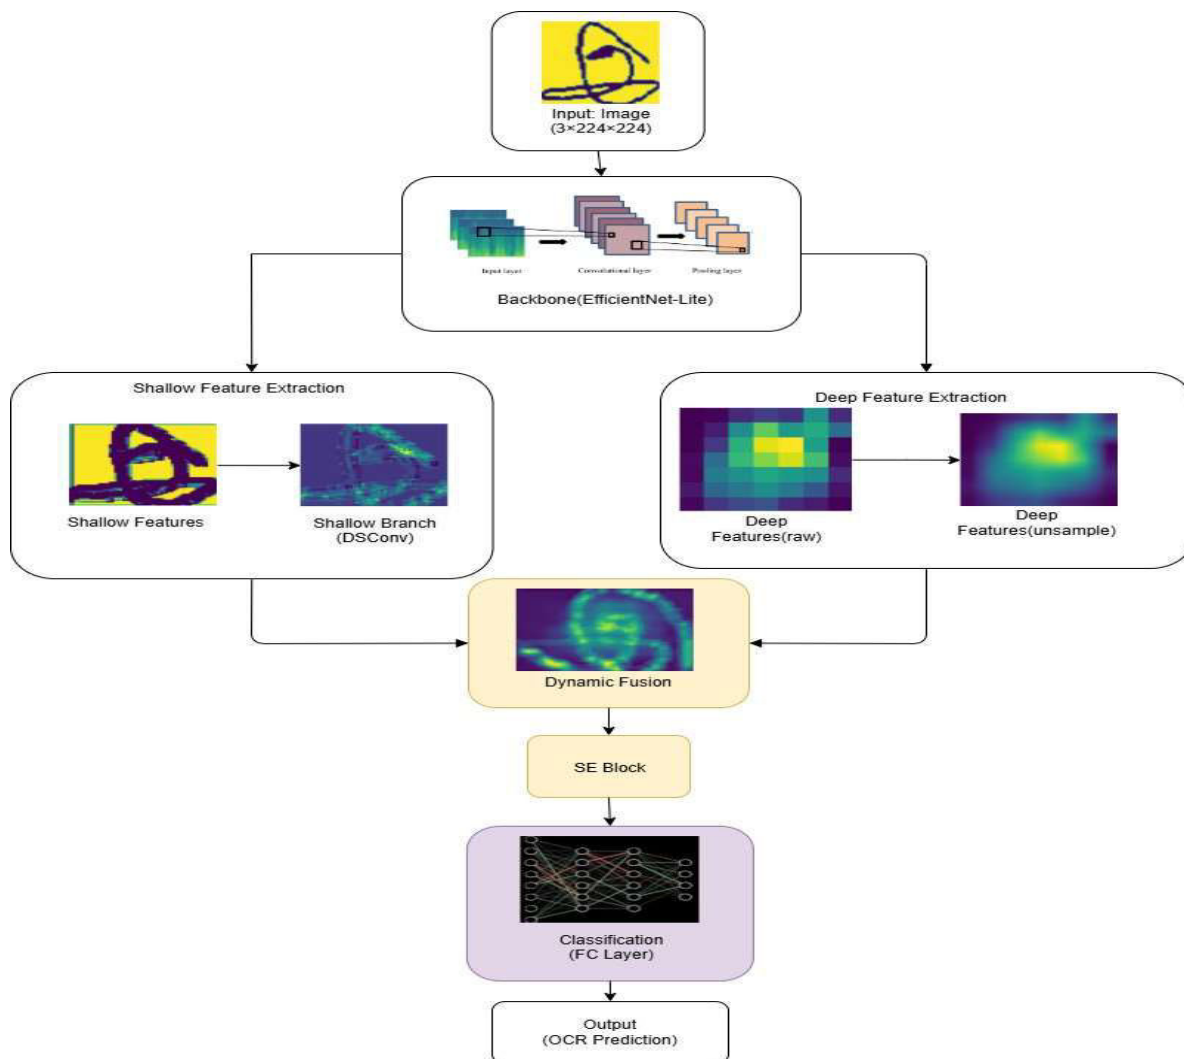 Input: Image
(3×224×224)
Input layer
Convolutional layer
Pooling layer
Backbone(EfficientNet-Lite)
Shallow Feature Extraction
Shallow Features
Shallow Branch
(DSConv)
Deep Feature Extraction
Deep
Features(raw)
Deep
Features(unsample)
Dynamic Fusion
SE Block
Classification
(FC Layer)
Output
(OCR Prediction)